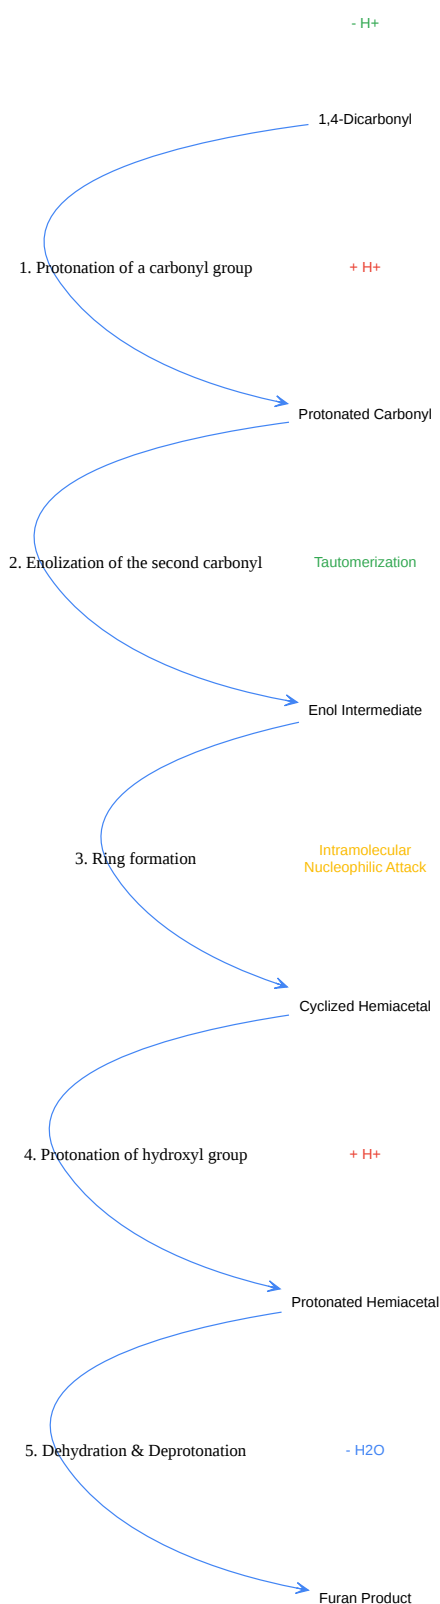 - H+
1,4-Dicarbonyl
1. Protonation of a carbonyl group
+ H+
Protonated Carbonyl
2. Enolization of the second carbonyl
Tautomerization
Enol Intermediate
3. Ring formation
Intramolecular
Nucleophilic Attack
Cyclized Hemiacetal
4. Protonation of hydroxyl group
+ H+
Protonated Hemiacetal
5. Dehydration & Deprotonation
- H2O
Furan Product